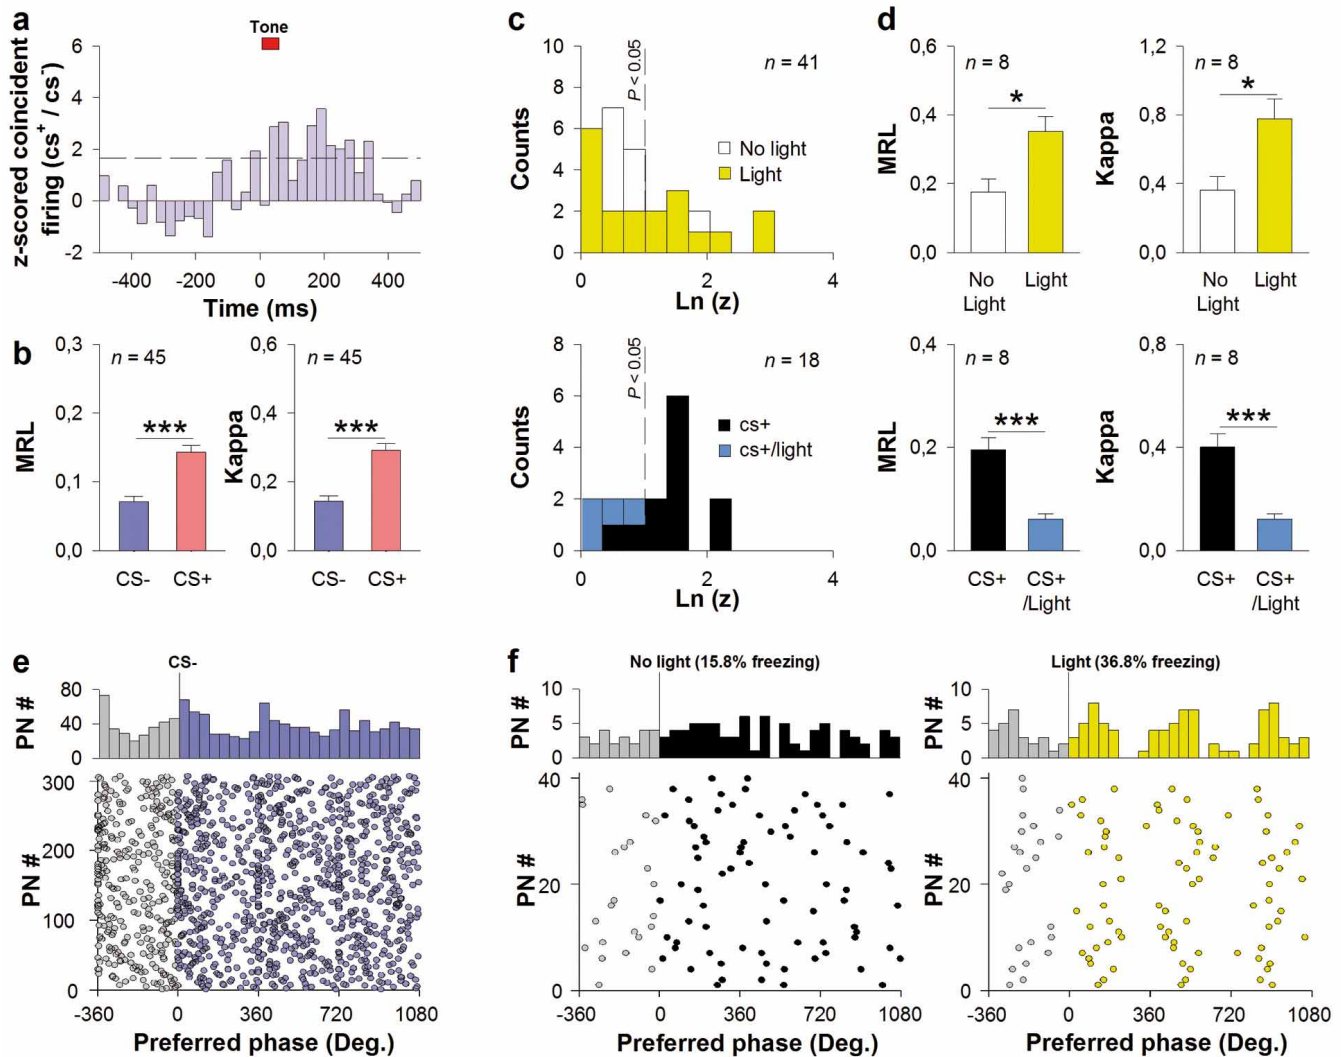 a
Tone
z-scored coincident
firing (cs+ / cs-)
6
4
2
0
-2
-400
-200
0
200
400
Time (ms)
b
MRL
0,3
0,2
0,1
0,0
n = 45
***
CS-
CS+
Kappa
0,6
0,4
0,2
0,0
n = 45
***
CS-
CS+
c
Counts
10
8
6
4
2
0
P < 0.05
n = 41
No light
Light
0
2
4
Ln (z)
Counts
8
6
4
2
0
P < 0.05
n = 18
cs+
cs+/light
0
2
4
Ln (z)
d
MRL
0,6
0,4
0,2
0,0
n = 8
*
No
Light
Light
Kappa
1,2
0,8
0,4
0,0
n = 8
*
No
Light
Light
MRL
0,4
0,2
0,0
n = 8
***
CS+
CS+
/Light
Kappa
0,8
0,4
0,0
n = 8
***
CS+
CS+
/Light
e
CS-
PN #
80
40
0
PN #
300
200
100
0
-360
0
360
720
1080
Preferred phase (Deg.)
f
No light (15.8% freezing)
PN #
10
5
0
PN #
40
20
0
-360
0
360
720
1080
Preferred phase (Deg.)
Light (36.8% freezing)
PN #
10
5
0
PN #
40
20
0
-360
0
360
720
1080
Preferred phase (Deg.)